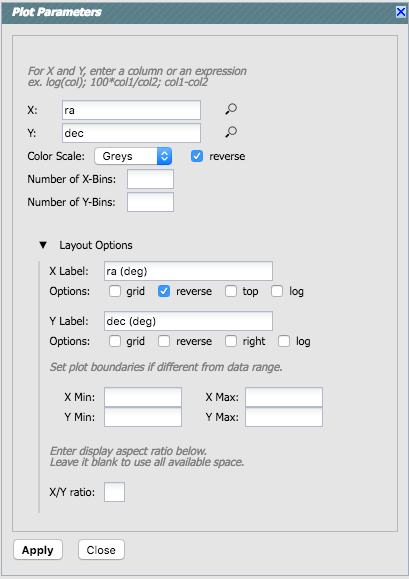 Plot Parameters
For X and Y, enter a column or an expression
ex. log(col); 100*col1/col2; col1-col2
X: ra
Y: dec
Color Scale: Greys reverse
Number of X-Bins:
Number of Y-Bins:
▼ Layout Options
X Label: ra (deg)
Options: grid reverse top log
Y Label: dec (deg)
Options: grid reverse right log
Set plot boundaries if different from data range.
X Min: X Max:
Y Min: Y Max:
Enter display aspect ratio below.
Leave it blank to use all available space.
X/Y ratio:
Apply Close